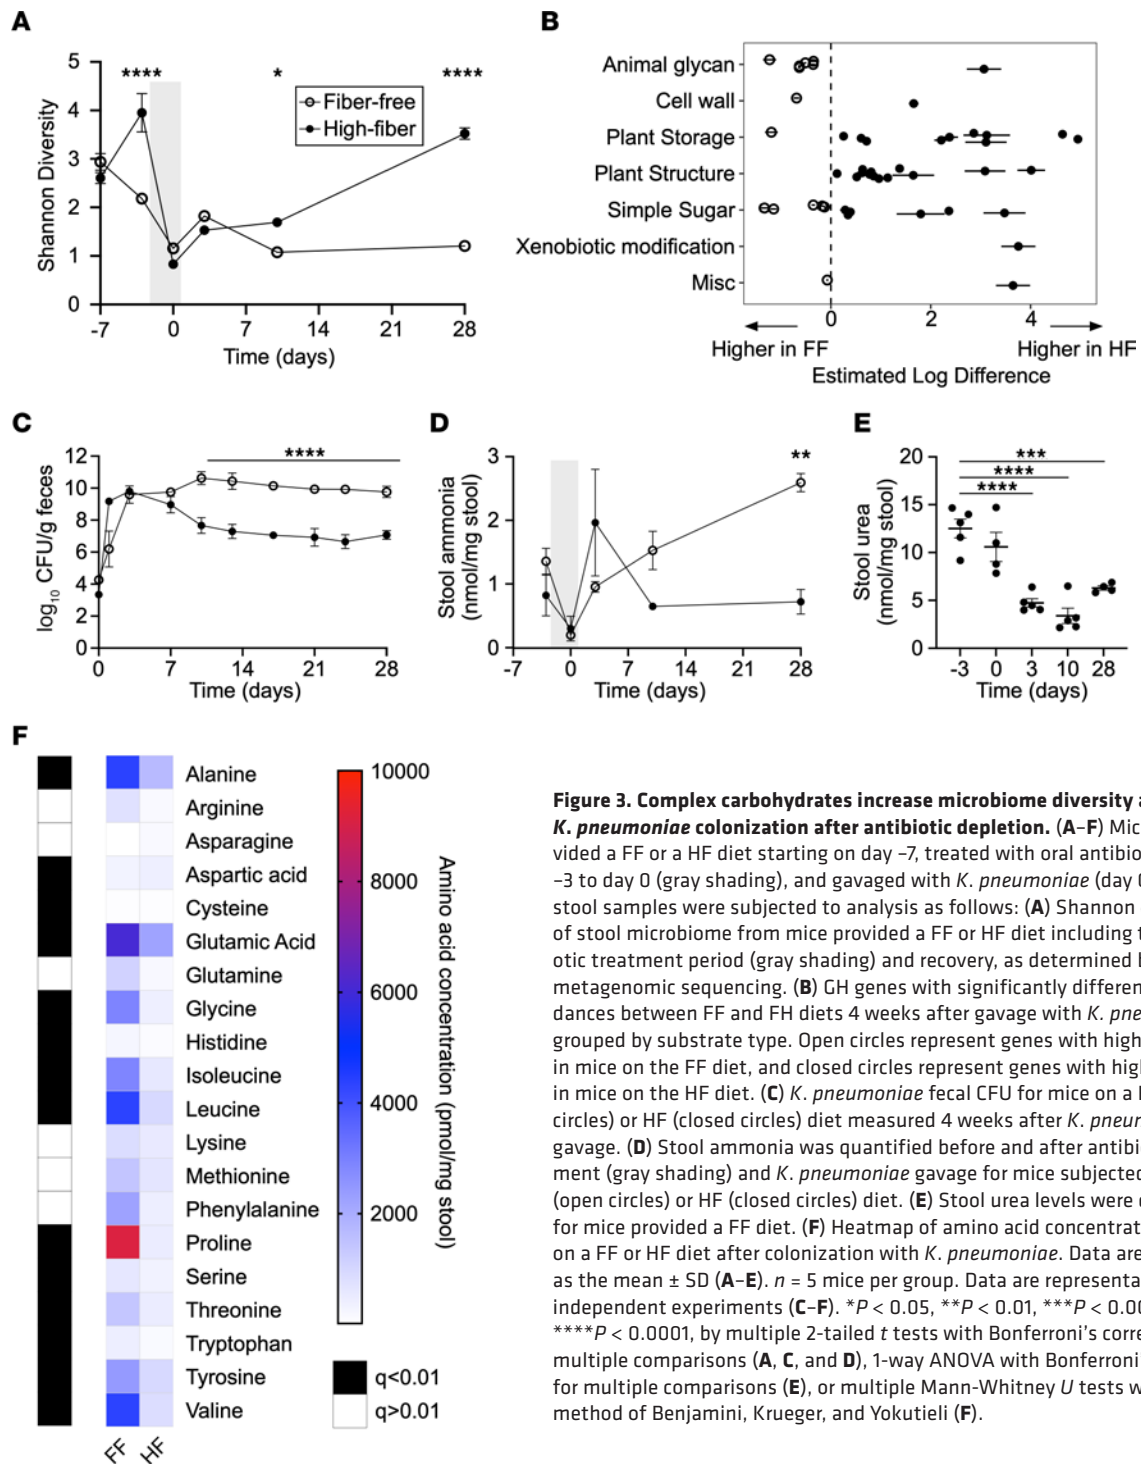 A
Shannon Diversity
5
4
3
2
1
0
**** * ****
Fiber-free
High-fiber
-7 0 7 14 21 28
Time (days)
B
Animal glycan
Cell wall
Plant Storage
Plant Structure
Simple Sugar
Xenobiotic modification
Misc
0 2 4
Higher in FF Higher in HF
Estimated Log Difference
C
log10 CFU/g feces
12
10
8
6
4
2
0
****
0 7 14 21 28
Time (days)
D
Stool ammonia
(nmol/mg stool)
3
2
1
0
**
-7 0 7 14 21 28
Time (days)
E
Stool urea
(nmol/mg stool)
20
15
10
5
0
***
****
****
-3 0 3 10 28
Time (days)
F
Alanine
Arginine
Asparagine
Aspartic acid
Cysteine
Glutamic Acid
Glutamine
Glycine
Histidine
Isoleucine
Leucine
Lysine
Methionine
Phenylalanine
Proline
Serine
Threonine
Tryptophan
Tyrosine
Valine
FF HF
10000
8000
6000
4000
2000
Amino acid concentration (pmol/mg stool)
q<0.01
q>0.01
Figure 3. Complex carbohydrates increase microbiome diversity a
K. pneumoniae colonization after antibiotic depletion. (A–F) Mic
vided a FF or a HF diet starting on day –7, treated with oral antibio
–3 to day 0 (gray shading), and gavaged with K. pneumoniae (day 0
stool samples were subjected to analysis as follows: (A) Shannon
of stool microbiome from mice provided a FF or HF diet including t
otic treatment period (gray shading) and recovery, as determined b
metagenomic sequencing. (B) GH genes with significantly differen
dances between FF and FH diets 4 weeks after gavage with K. pne
grouped by substrate type. Open circles represent genes with high
in mice on the FF diet, and closed circles represent genes with hig
in mice on the HF diet. (C) K. pneumoniae fecal CFU for mice on a
circles) or HF (closed circles) diet measured 4 weeks after K. pneu
gavage. (D) Stool ammonia was quantified before and after antibi
ment (gray shading) and K. pneumoniae gavage for mice subjected
(open circles) or HF (closed circles) diet. (E) Stool urea levels were
for mice provided a FF diet. (F) Heatmap of amino acid concentrat
on a FF or HF diet after colonization with K. pneumoniae. Data are
as the mean ± SD (A–E). n = 5 mice per group. Data are representa
independent experiments (C–F). *P < 0.05, **P < 0.01, ***P < 0.00
****P < 0.0001, by multiple 2-tailed t tests with Bonferroni's corre
multiple comparisons (A, C, and D), 1-way ANOVA with Bonferroni'
for multiple comparisons (E), or multiple Mann-Whitney U tests w
method of Benjamini, Krueger, and Yokutieli (F).